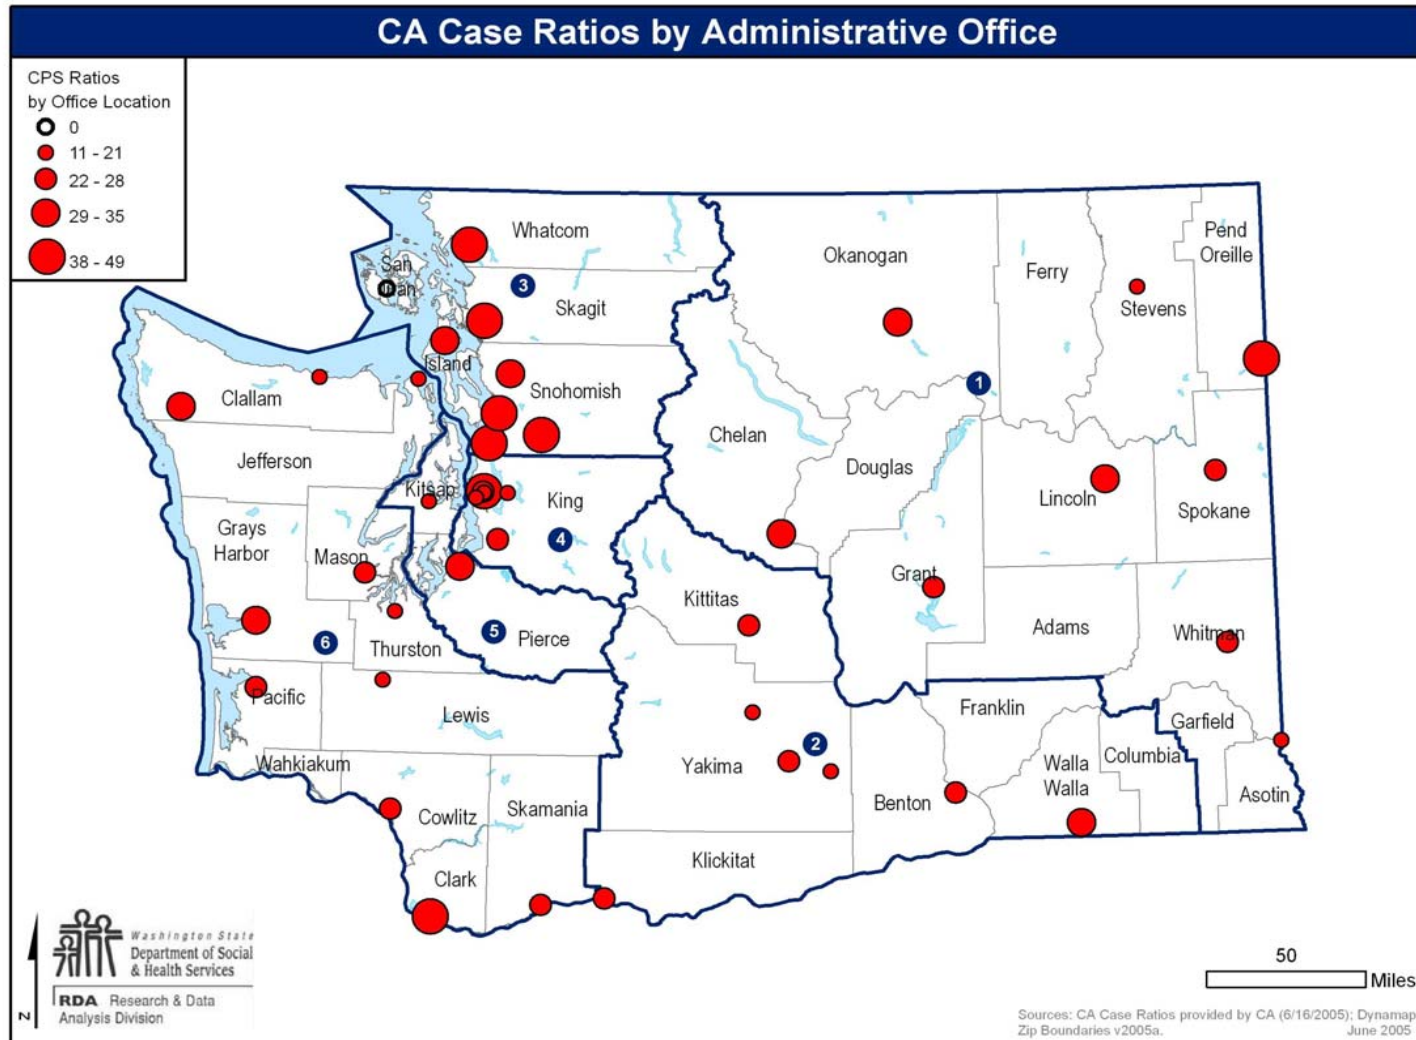 CA Case Ratios by Administrative Office
CPS Ratios
by Office Location
0
11 - 21
22 - 28
29 - 35
38 - 49
Whatcom
San
Juan
3
Skagit
Island
Snohomish
Clallam
Jefferson
Kitsap
King
4
Grays
Harbor
Mason
5
Pierce
6
Thurston
Pacific
Lewis
Wahkiakum
Cowlitz
Skamania
Clark
Okanogan
Ferry
Stevens
Pend
Oreille
1
Chelan
Douglas
Lincoln
Spokane
Grant
Kittitas
Adams
Whitman
Franklin
Garfield
Yakima
2
Benton
Walla
Walla
Columbia
Asotin
Klickitat
Washington State
Department of Social
& Health Services
RDA Research & Data
Analysis Division
N
50
Miles
Sources: CA Case Ratios provided by CA (6/16/2005); Dynamap
Zip Boundaries v2005a. June 2005